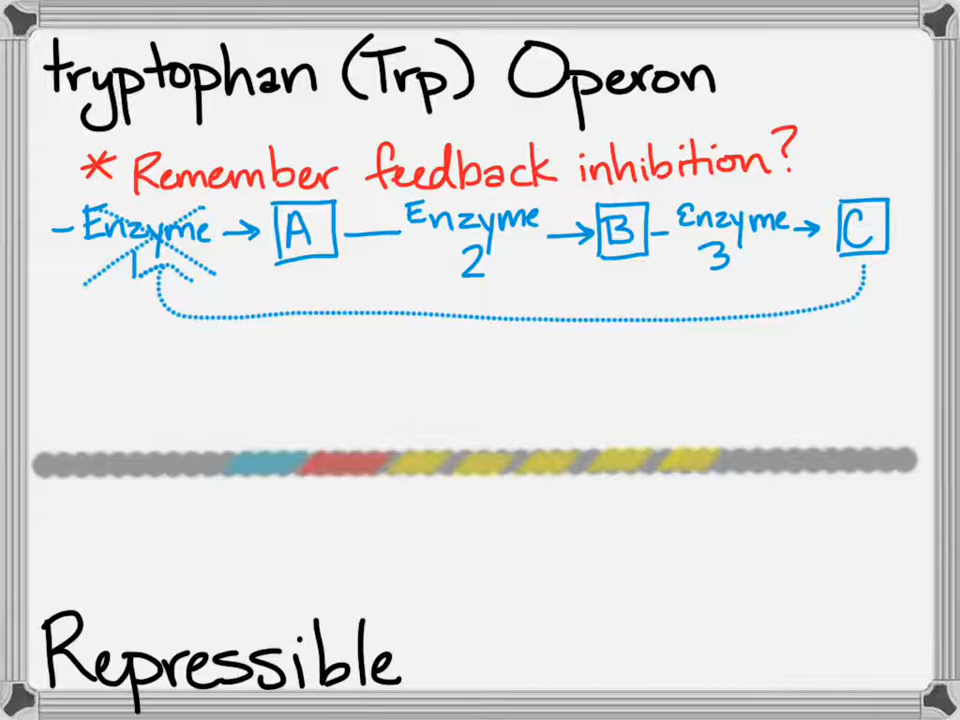 tryptophan (Trp) Operon
* Remember feedback inhibition?
Enzyme 1 → A — Enzyme 2 → B - Enzyme 3 → C
Repressible